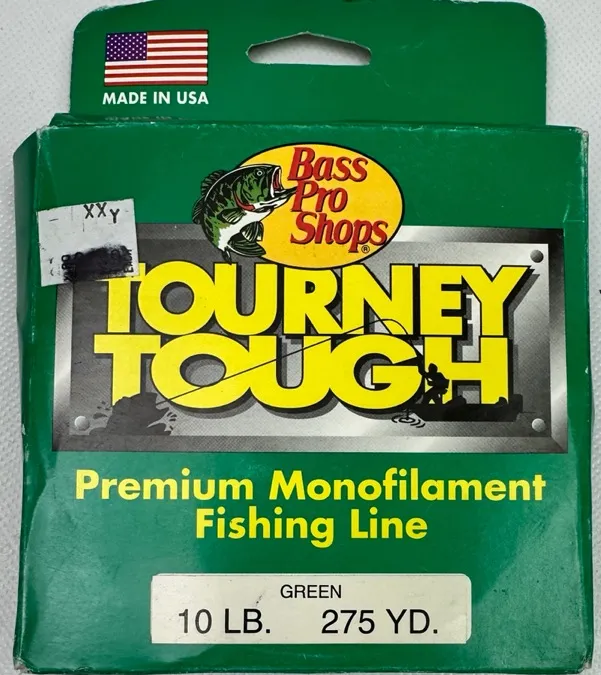 MADE IN USA
Bass
Pro
Shops®
XXY
TOURNEY
TOUGH
Premium Monofilament
Fishing Line
GREEN
10 LB. 275 YD.